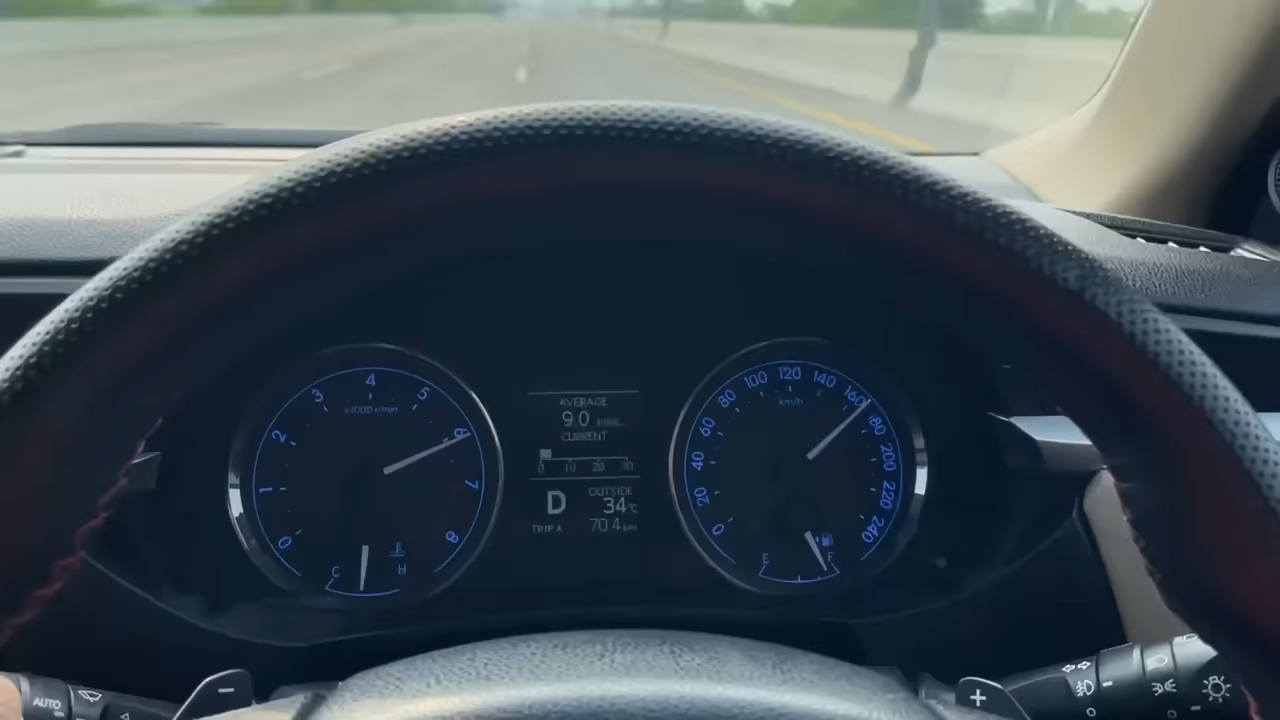 0
1
2
3
4
5
6
7
8
x1000 r/min
C
H
AVERAGE
9.0
CURRENT
0 10 20 30
D
OUTSIDE
34°C
TRIP A 70.4 km
0
20
40
60
80
100
120
140
160
180
200
220
240
km/h
E
F
AUTO
−
+